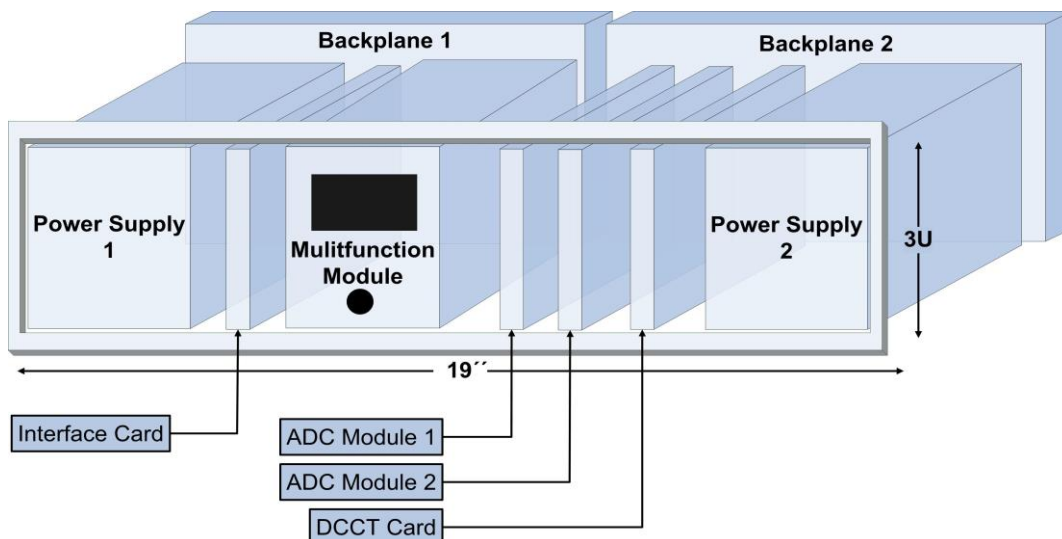 Backplane 1
Backplane 2
Power Supply
1
Mulitfunction
Module
Power Supply
2
3U
19´´
Interface Card
ADC Module 1
ADC Module 2
DCCT Card